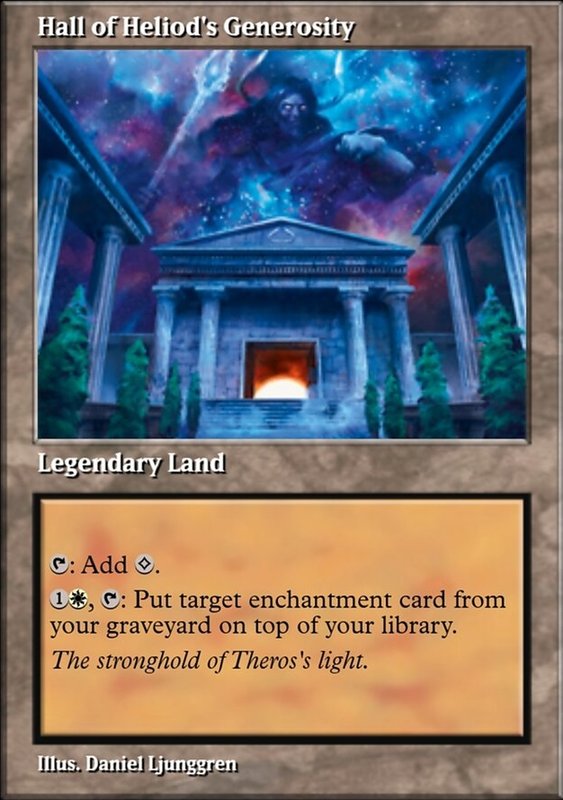 Hall of Heliod's Generosity
Legendary Land
: Add .
1, : Put target enchantment card from
your graveyard on top of your library.
The stronghold of Theros's light.
Illus. Daniel Ljunggren